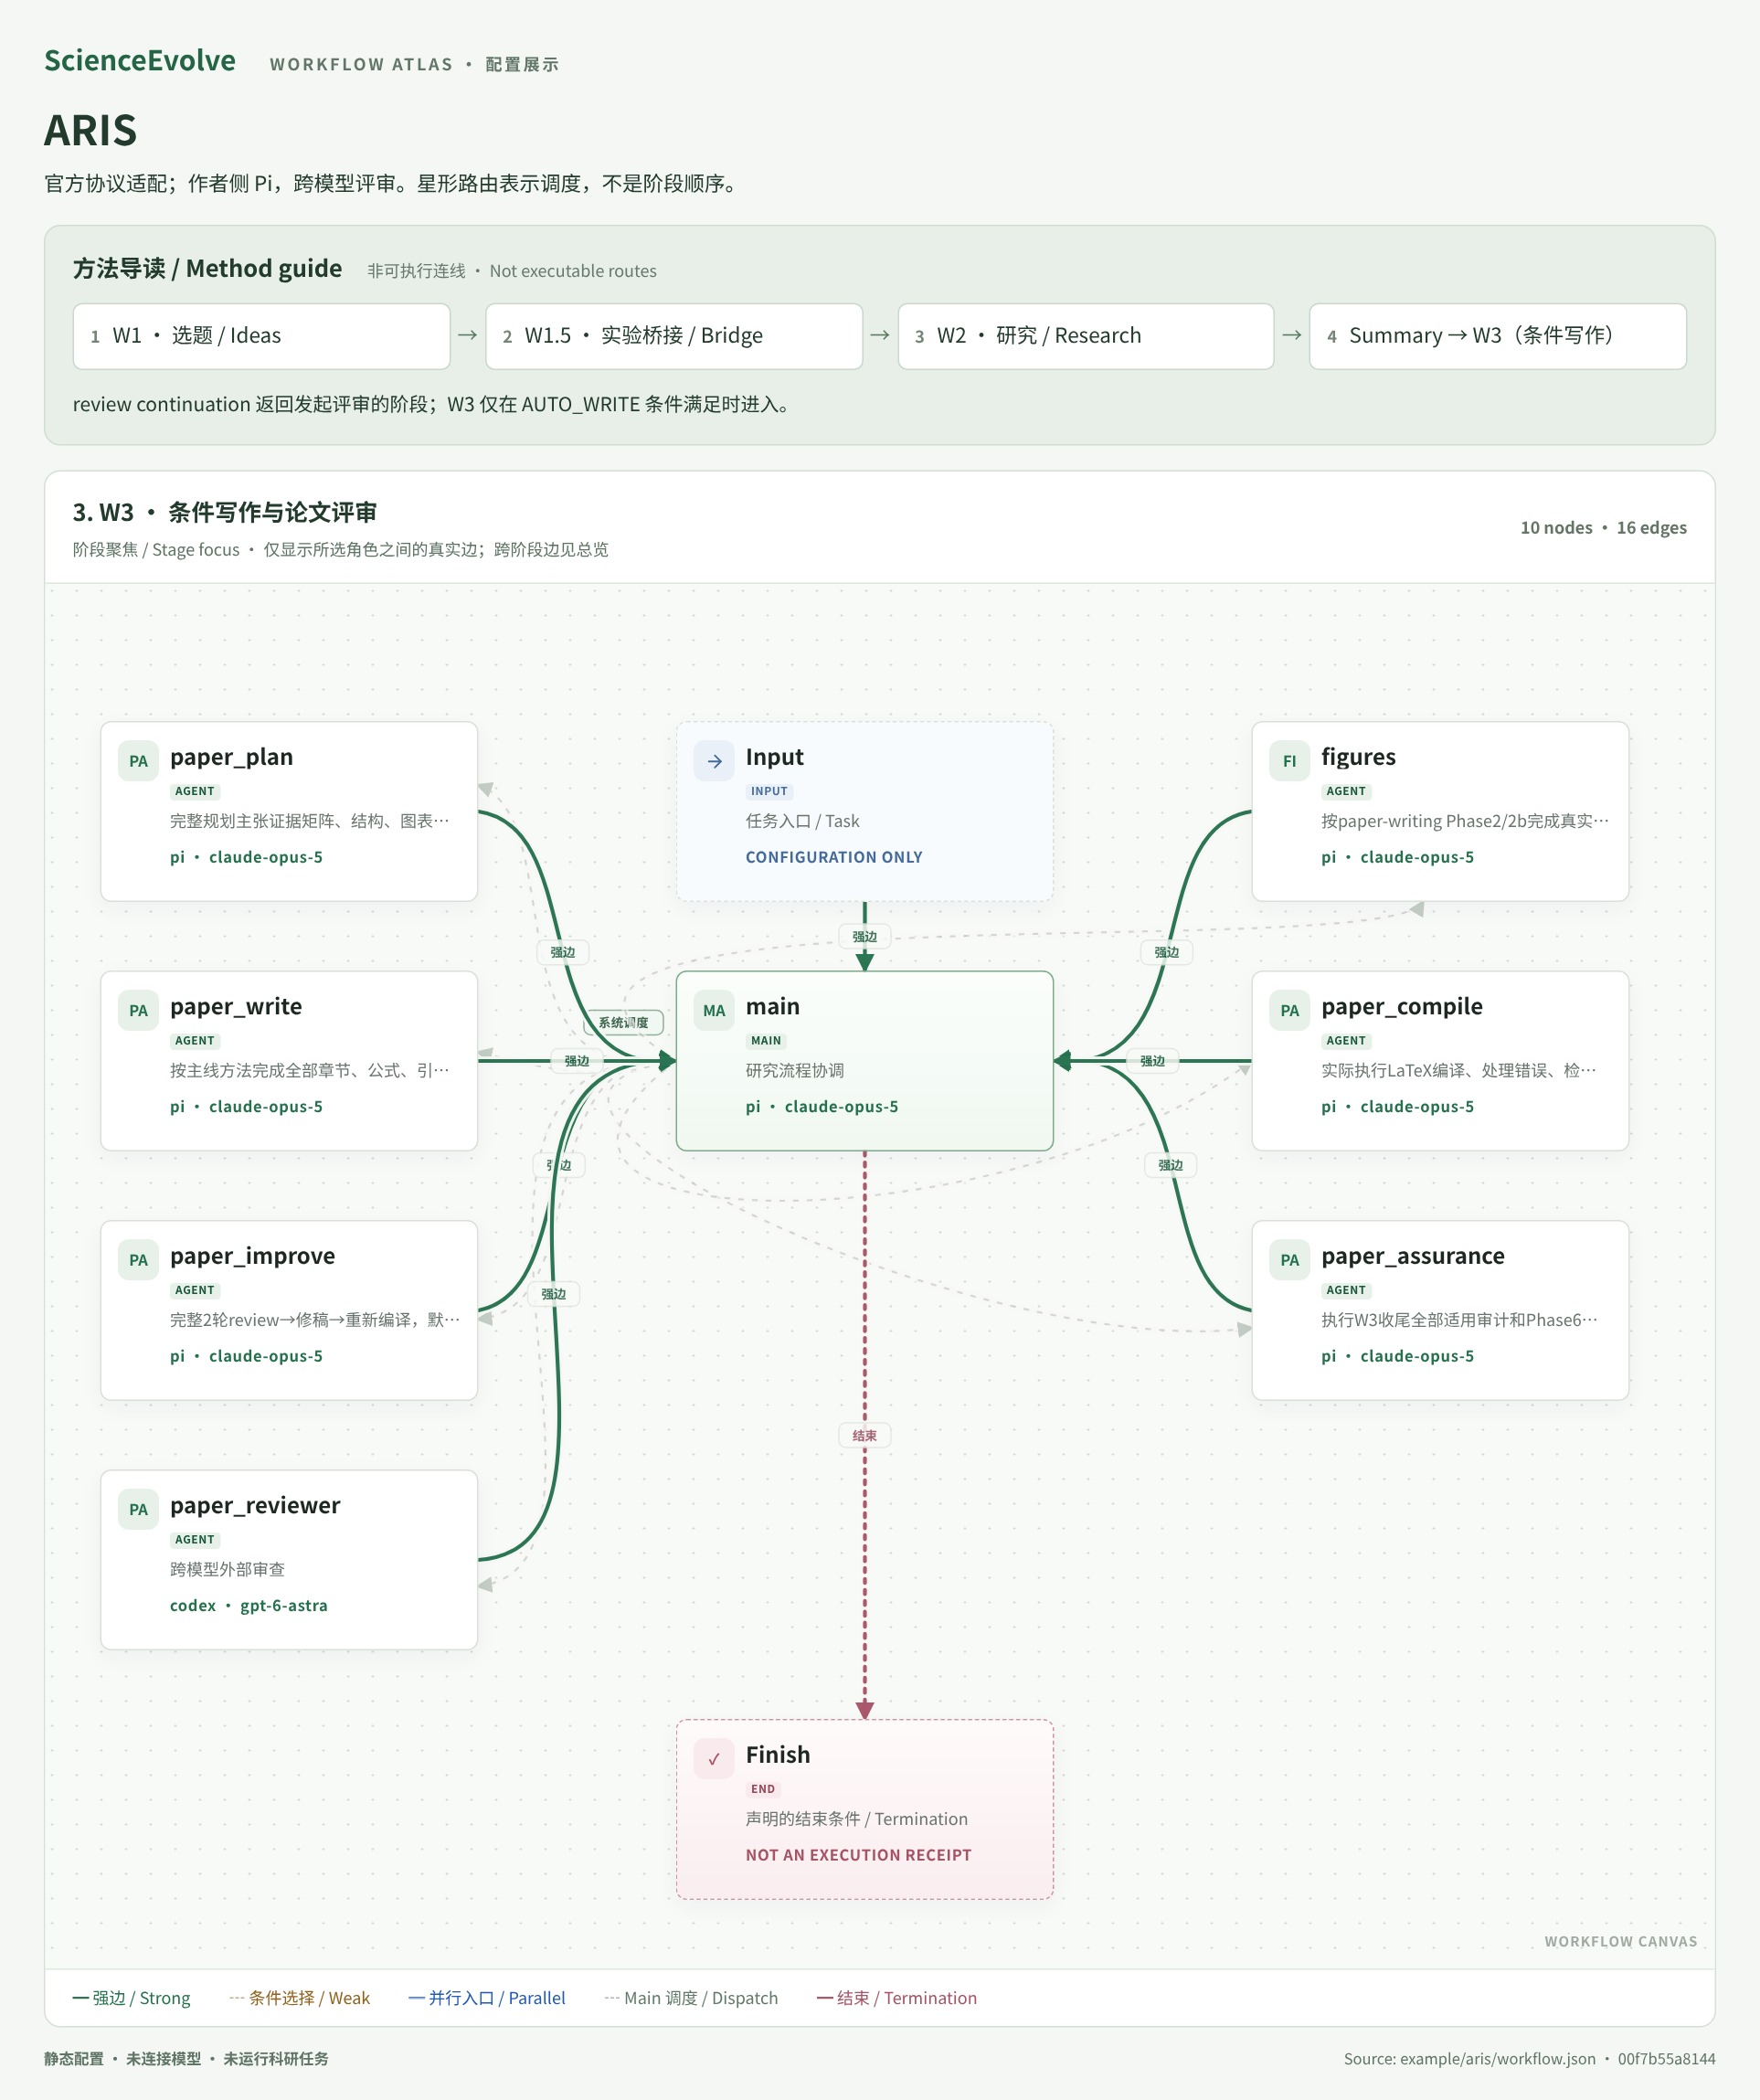 ScienceEvolve WORKFLOW ATLAS · 配置展示
ARIS
官方协议适配；作者侧 Pi，跨模型评审。星形路由表示调度，不是阶段顺序。
方法导读 / Method guide 非可执行连线 · Not executable routes
1 W1 · 选题 / Ideas → 2 W1.5 · 实验桥接 / Bridge → 3 W2 · 研究 / Research → 4 Summary → W3（条件写作）
review continuation 返回发起评审的阶段；W3 仅在 AUTO_WRITE 条件满足时进入。
3. W3 · 条件写作与论文评审
10 nodes · 16 edges
阶段聚焦 / Stage focus · 仅显示所选角色之间的真实边；跨阶段边见总览
PA paper_plan
AGENT
完整规划主张证据矩阵、结构、图表…
pi · claude-opus-5
→ Input
INPUT
任务入口 / Task
CONFIGURATION ONLY
FI figures
AGENT
按paper-writing Phase2/2b完成真实…
pi · claude-opus-5
强边
强边
强边
PA paper_write
AGENT
按主线方法完成全部章节、公式、引…
pi · claude-opus-5
系统调度
强边
MA main
MAIN
研究流程协调
pi · claude-opus-5
强边
PA paper_compile
AGENT
实际执行LaTeX编译、处理错误、检…
pi · claude-opus-5
强边
强边
PA paper_improve
AGENT
完整2轮review→修稿→重新编译，默…
pi · claude-opus-5
强边
PA paper_assurance
AGENT
执行W3收尾全部适用审计和Phase6…
pi · claude-opus-5
结束
PA paper_reviewer
AGENT
跨模型外部审查
codex · gpt-6-astra
✓ Finish
END
声明的结束条件 / Termination
NOT AN EXECUTION RECEIPT
WORKFLOW CANVAS
强边 / Strong 条件选择 / Weak 并行入口 / Parallel Main 调度 / Dispatch 结束 / Termination
静态配置 · 未连接模型 · 未运行科研任务
Source: example/aris/workflow.json · 00f7b55a8144